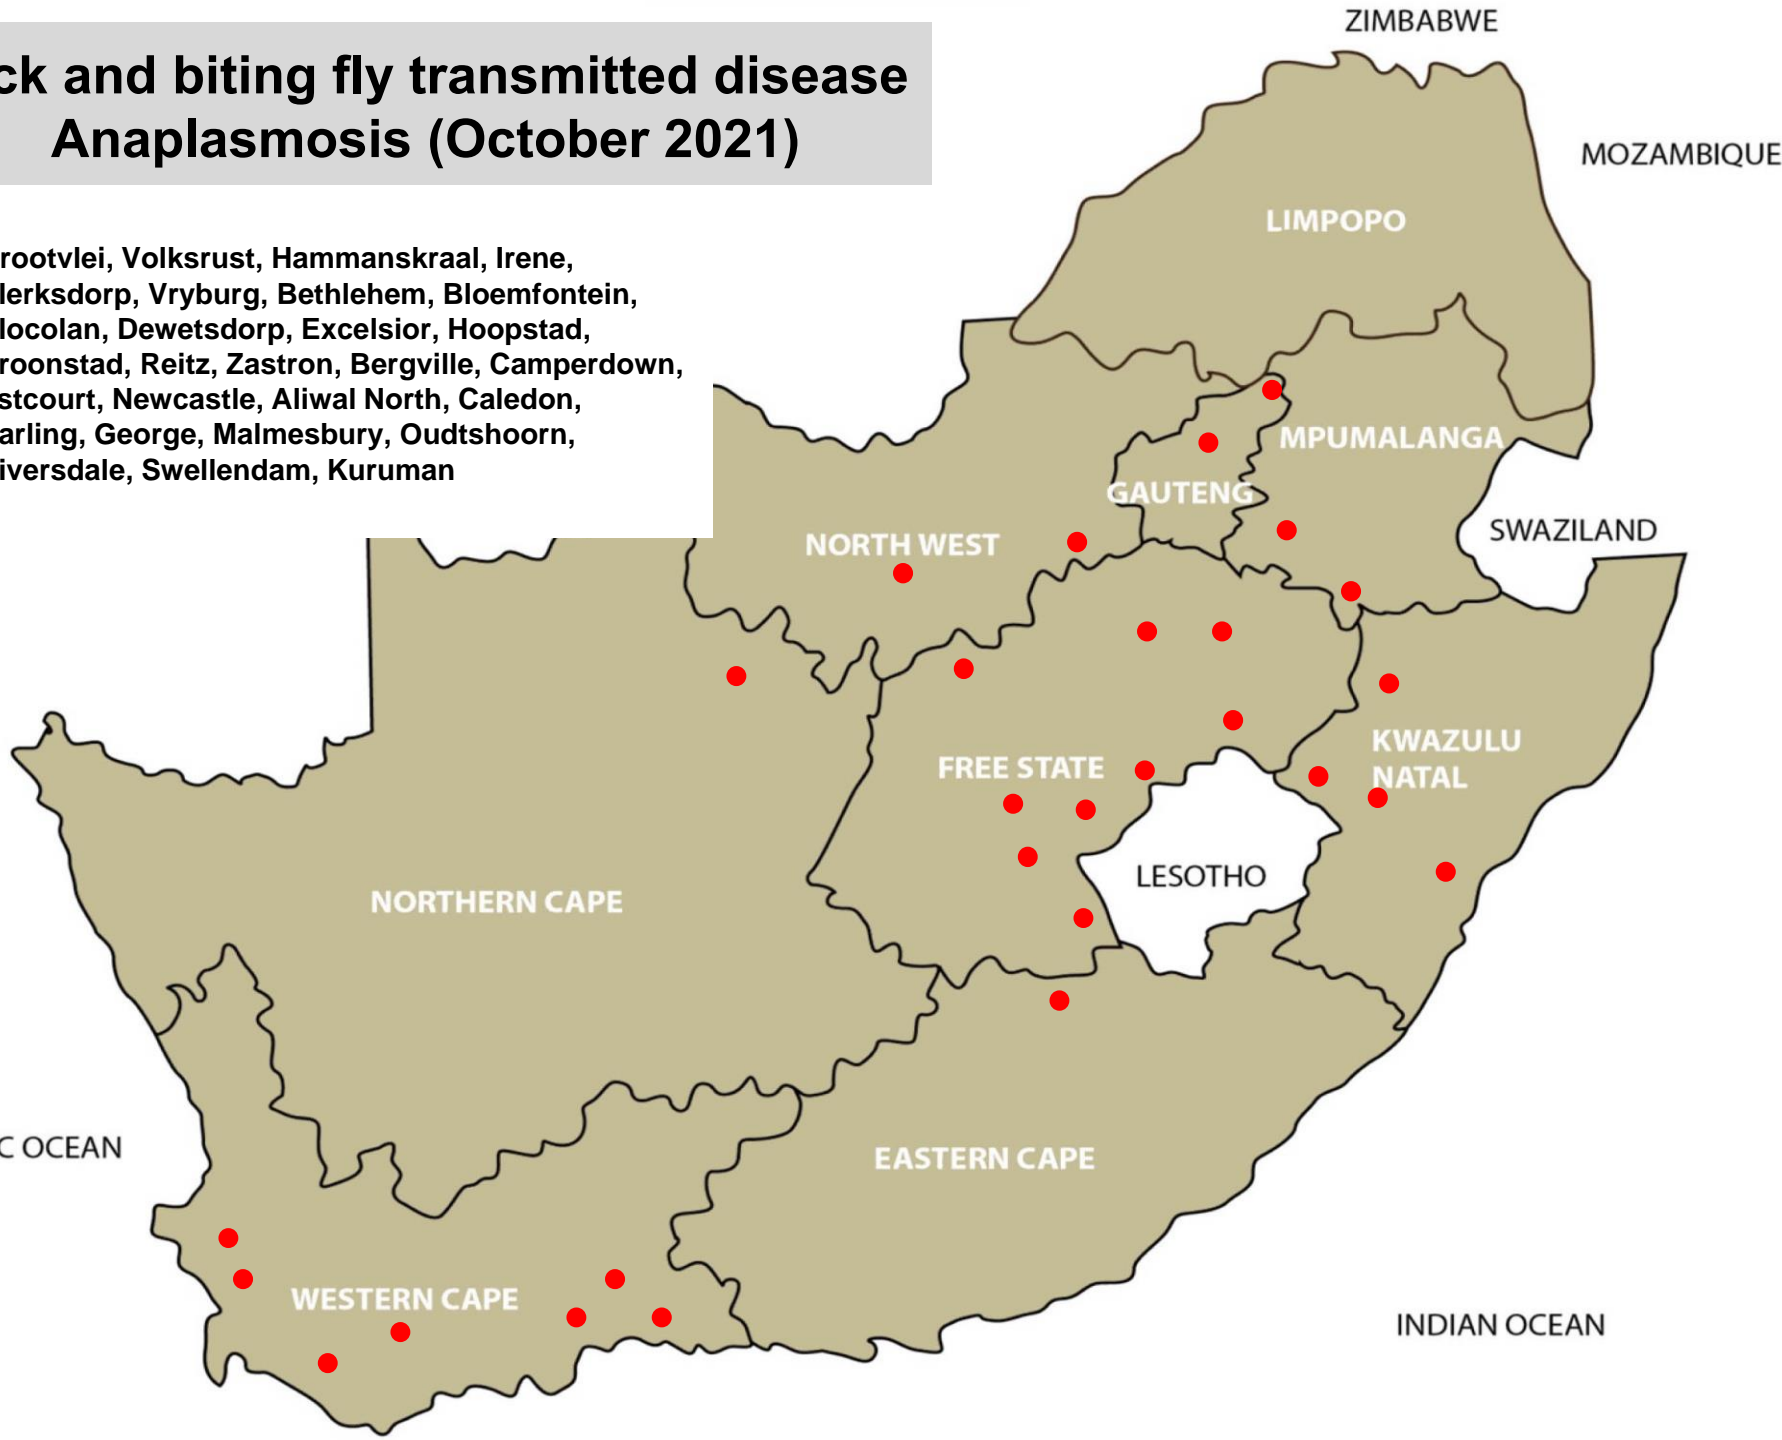 ck and biting fly transmitted disease
Anaplasmosis (October 2021)
rootvlei, Volksrust, Hammanskraal, Irene,
lerksdorp, Vryburg, Bethlehem, Bloemfontein,
locolan, Dewetsdorp, Excelsior, Hoopstad,
roonstad, Reitz, Zastron, Bergville, Camperdown,
stcourt, Newcastle, Aliwal North, Caledon,
arling, George, Malmesbury, Oudtshoorn,
iversdale, Swellendam, Kuruman
ZIMBABWE
MOZAMBIQUE
LIMPOPO
MPUMALANGA
GAUTENG
SWAZILAND
NORTH WEST
KWAZULU
NATAL
FREE STATE
LESOTHO
NORTHERN CAPE
C OCEAN
EASTERN CAPE
WESTERN CAPE
INDIAN OCEAN